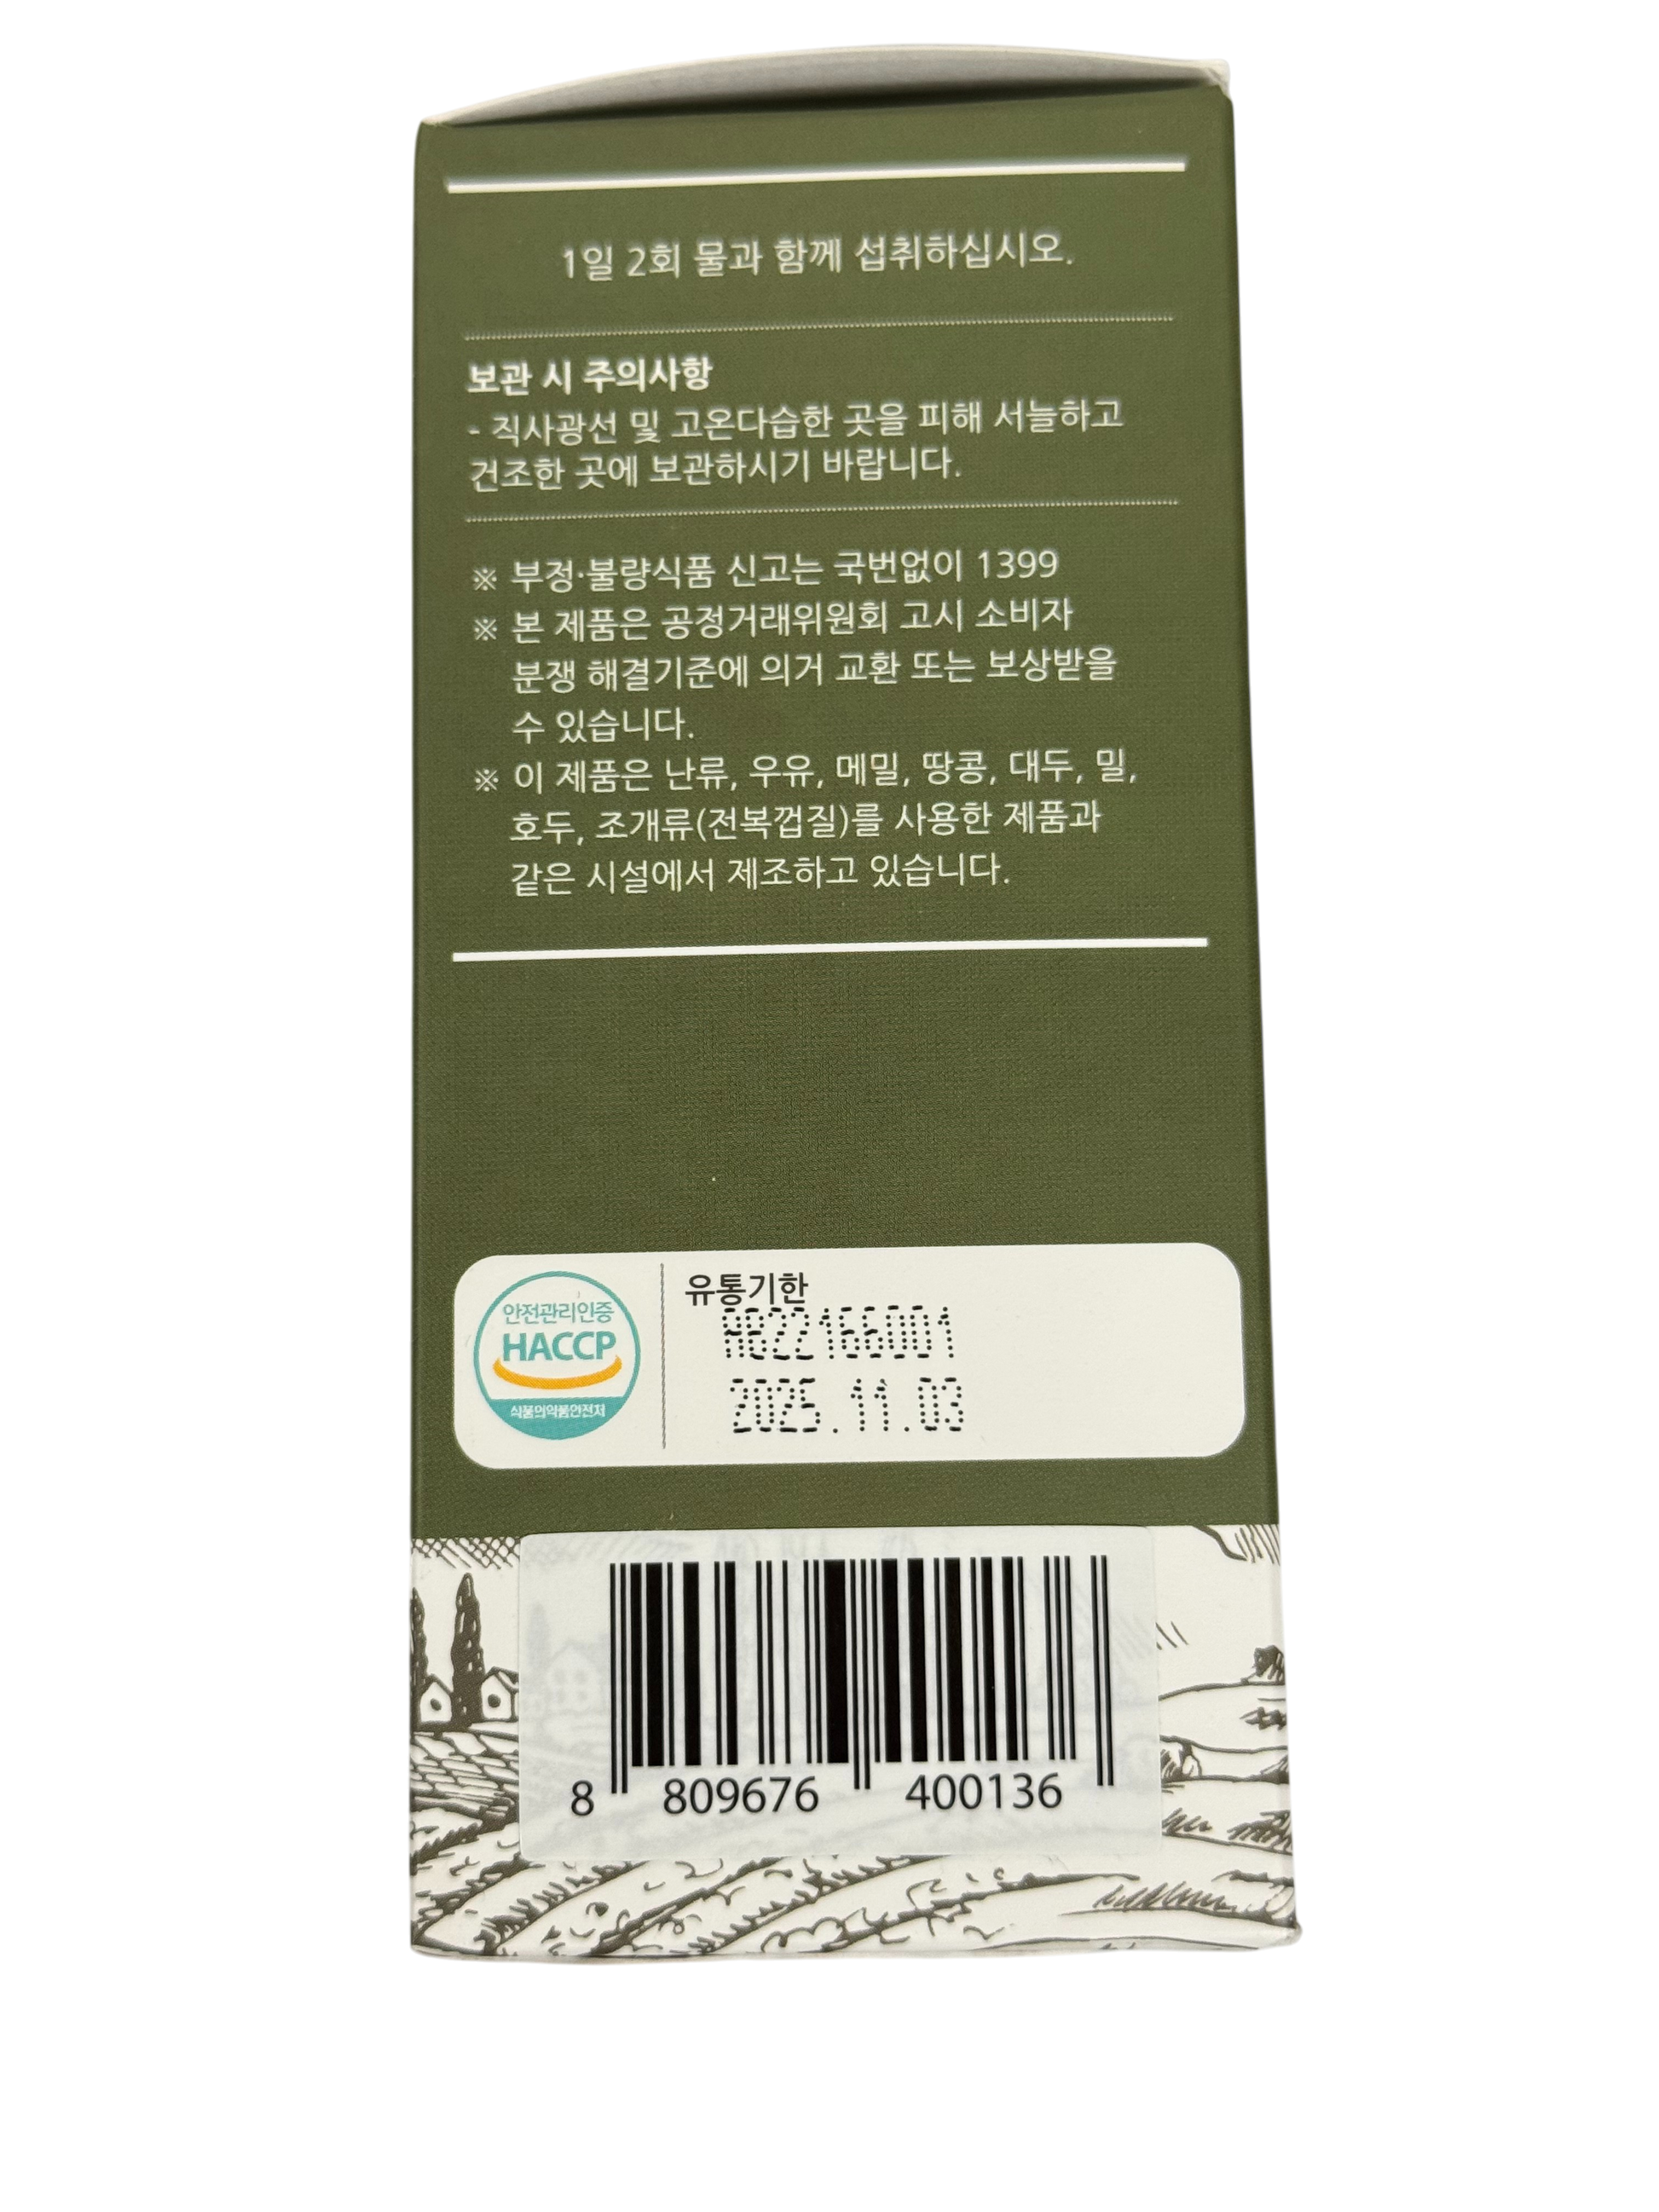 1일 2회 물과 함께 섭취하십시오.
보관 시 주의사항
- 직사광선 및 고온다습한 곳을 피해 서늘하고
건조한 곳에 보관하시기 바랍니다.
※ 부정·불량식품 신고는 국번없이 1399
※ 본 제품은 공정거래위원회 고시 소비자
분쟁 해결기준에 의거 교환 또는 보상받을
수 있습니다.
※ 이 제품은 난류, 우유, 메밀, 땅콩, 대두, 밀,
호두, 조개류(전복껍질)를 사용한 제품과
같은 시설에서 제조하고 있습니다.
안전관리인증
HACCP
식품의약품안전처
유통기한
AB22166001
2025.11.03
8 809676 400136